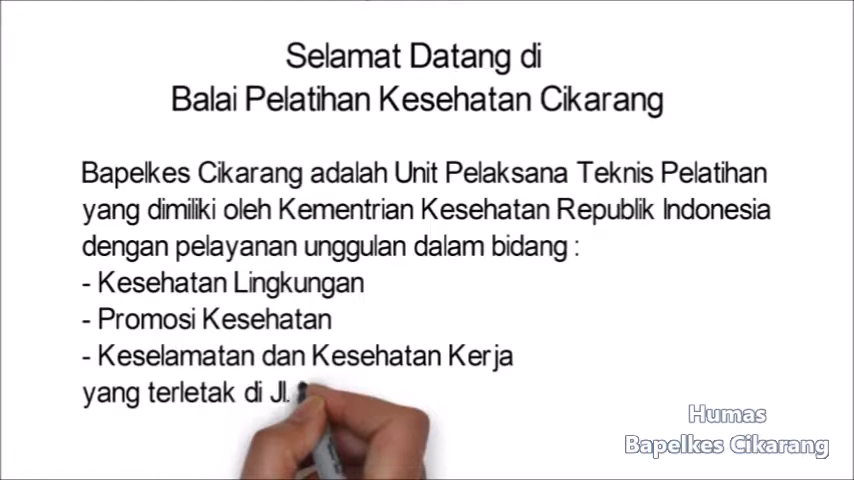 Selamat Datang di
Balai Pelatihan Kesehatan Cikarang
Bapelkes Cikarang adalah Unit Pelaksana Teknis Pelatihan
yang dimiliki oleh Kementrian Kesehatan Republik Indonesia
dengan pelayanan unggulan dalam bidang :
- Kesehatan Lingkungan
- Promosi Kesehatan
- Keselamatan dan Kesehatan Kerja
yang terletak di Jl.
Humas
Bapelkes Cikarang